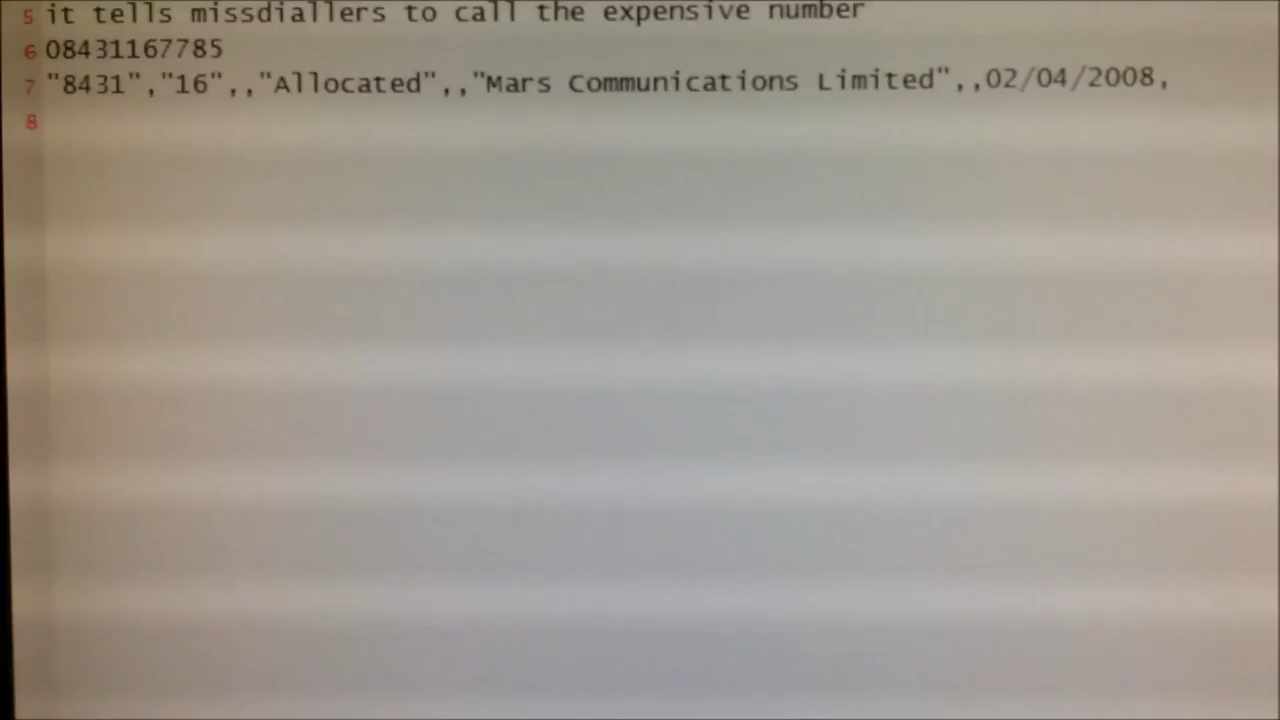 5 it tells missdiallers to call the expensive number
6 08431167785
7 "8431","16",,"Allocated",,"Mars Communications Limited",,02/04/2008,
8